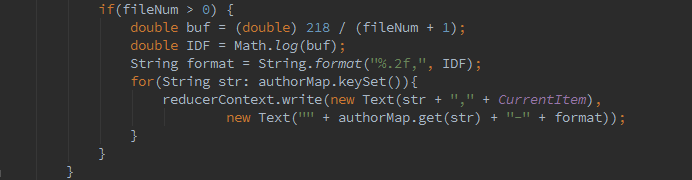 if(fileNum > 0) {
double buf = (double) 218 / (fileNum + 1);
double IDF = Math.log(buf);
String format = String.format("%.2f,", IDF);
for(String str: authorMap.keySet()){
reducerContext.write(new Text(str + "," + CurrentItem),
new Text("" + authorMap.get(str) + "-" + format));
}
}
}